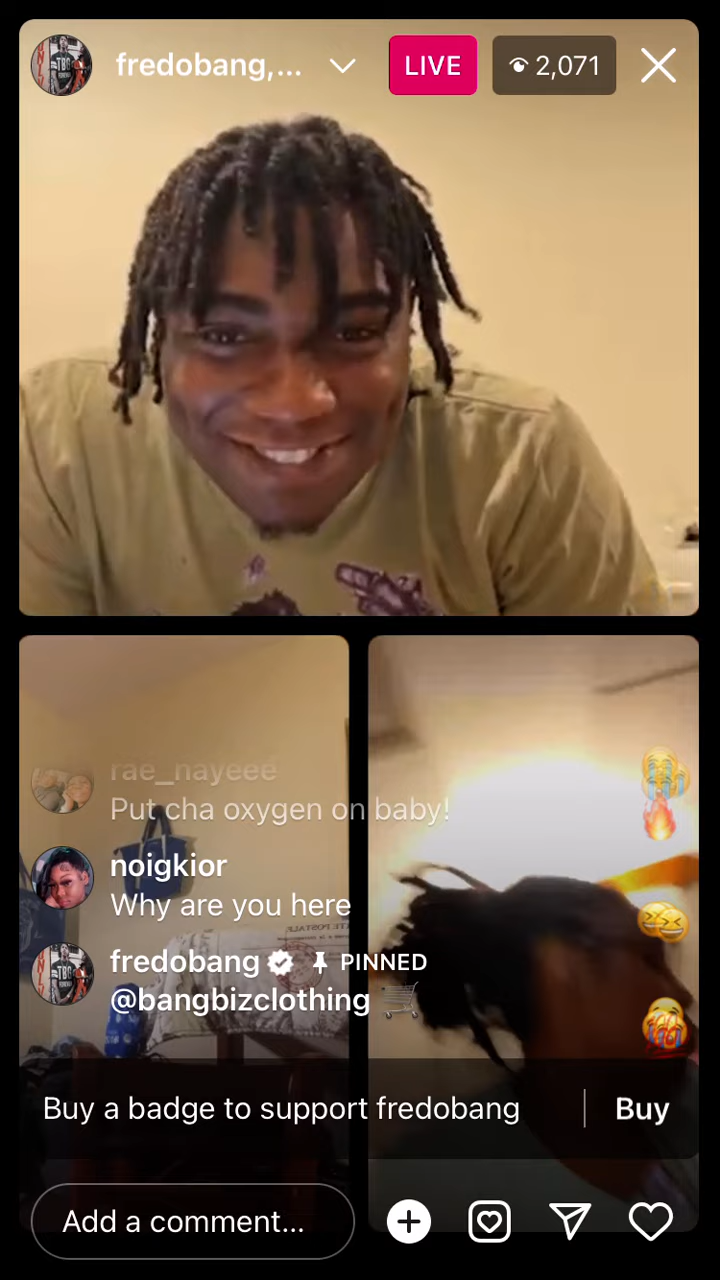 fredobang,...
LIVE
2,071
rae_nayeee
Put cha oxygen on baby!
noigkior
Why are you here
fredobang PINNED
@bangbizclothing
Buy a badge to support fredobang
Buy
Add a comment...